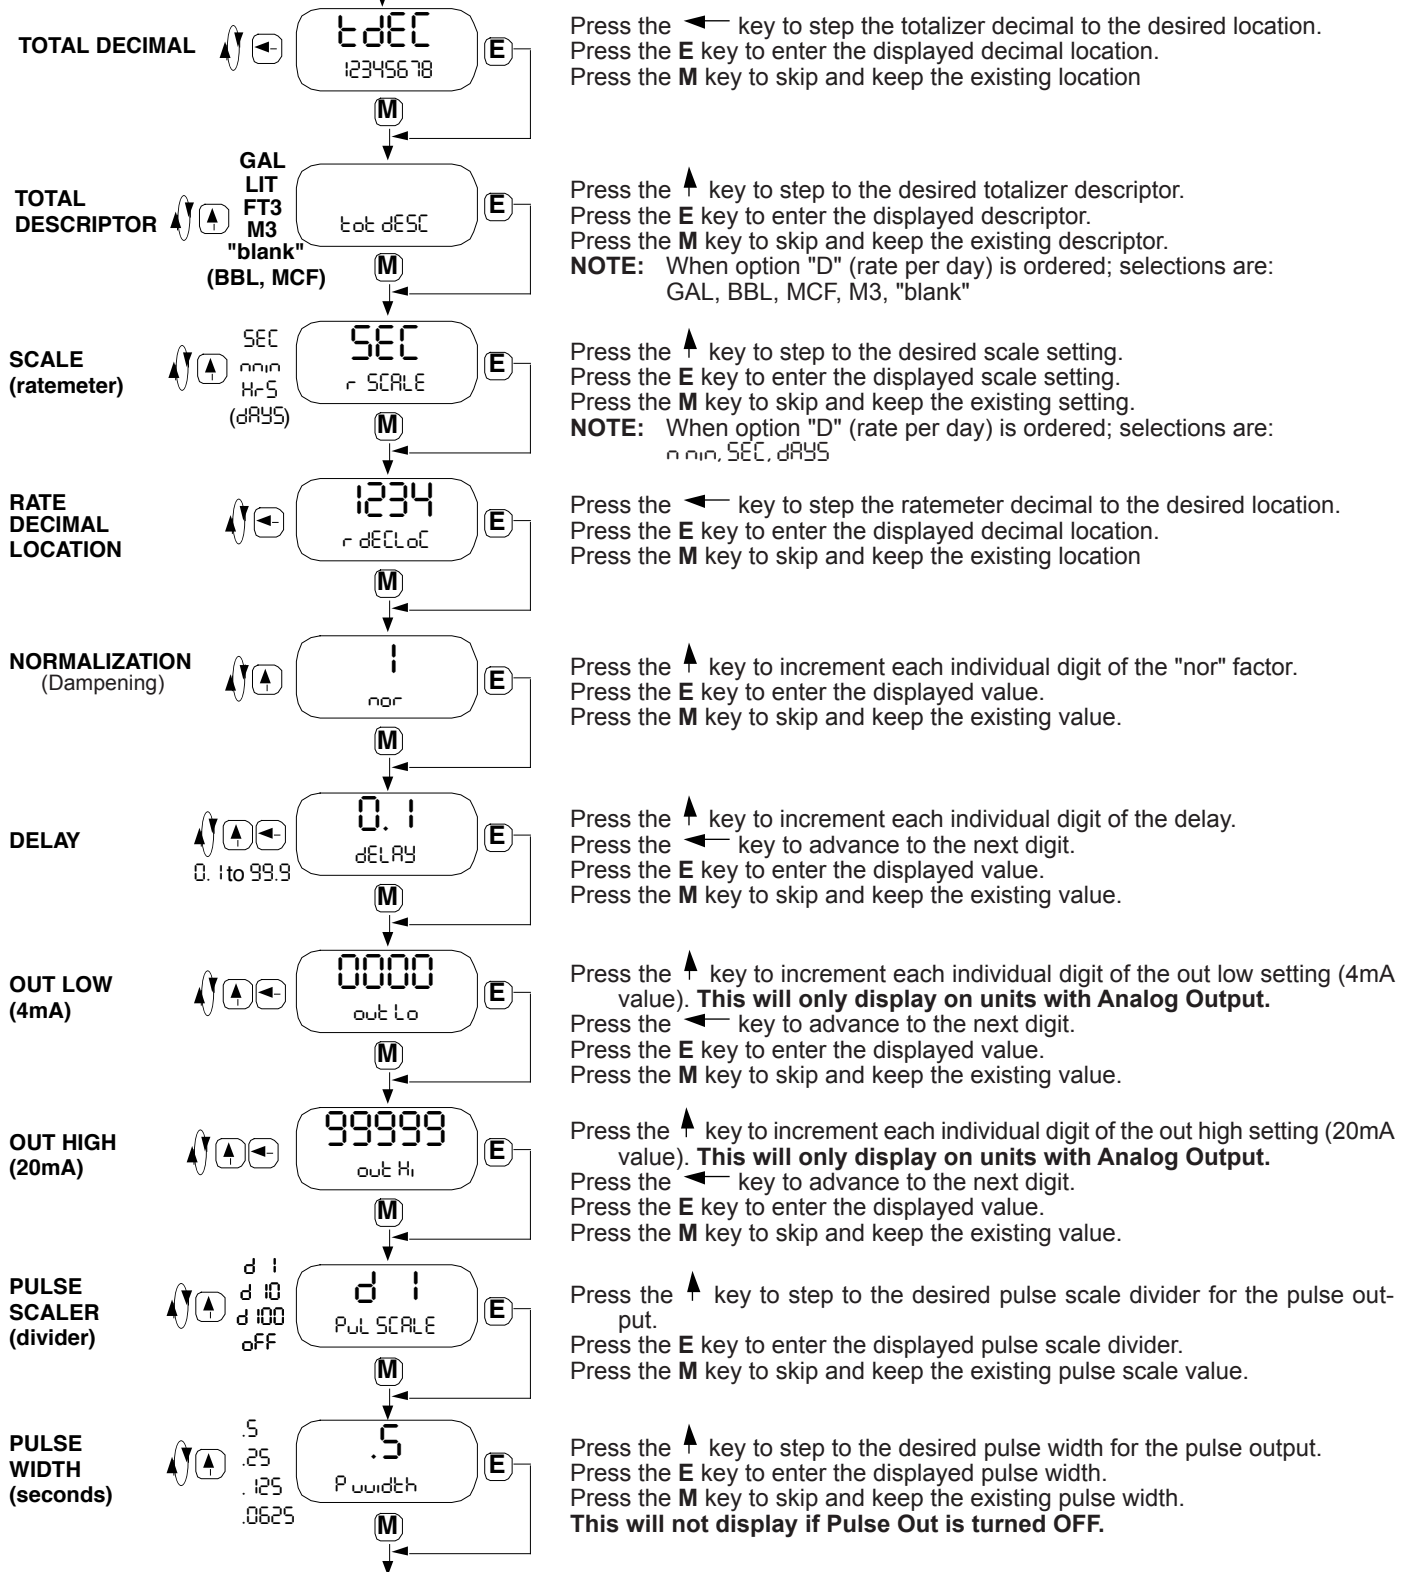 TOTAL DECIMAL
tdEC
12345678
E
M
Press the key to step the totalizer decimal to the desired location.
Press the E key to enter the displayed decimal location.
Press the M key to skip and keep the existing location
TOTAL
DESCRIPTOR
GAL
LIT
FT3
M3
"blank"
(BBL, MCF)
tot dESC
E
M
Press the key to step to the desired totalizer descriptor.
Press the E key to enter the displayed descriptor.
Press the M key to skip and keep the existing descriptor.
NOTE: When option "D" (rate per day) is ordered; selections are:
GAL, BBL, MCF, M3, "blank"
SCALE
(ratemeter)
SEC
min
HrS
(dAYS)
SEC
r SCALE
E
M
Press the key to step to the desired scale setting.
Press the E key to enter the displayed scale setting.
Press the M key to skip and keep the existing setting.
NOTE: When option "D" (rate per day) is ordered; selections are:
min, SEC, dAYS
RATE
DECIMAL
LOCATION
1234
r dECLoC
E
M
Press the key to step the ratemeter decimal to the desired location.
Press the E key to enter the displayed decimal location.
Press the M key to skip and keep the existing location
NORMALIZATION
(Dampening)
1
nor
E
M
Press the key to increment each individual digit of the "nor" factor.
Press the E key to enter the displayed value.
Press the M key to skip and keep the existing value.
DELAY
0.1 to 99.9
0.1
dELAY
E
M
Press the key to increment each individual digit of the delay.
Press the key to advance to the next digit.
Press the E key to enter the displayed value.
Press the M key to skip and keep the existing value.
OUT LOW
(4mA)
0000
out Lo
E
M
Press the key to increment each individual digit of the out low setting (4mA
value). This will only display on units with Analog Output.
Press the key to advance to the next digit.
Press the E key to enter the displayed value.
Press the M key to skip and keep the existing value.
OUT HIGH
(20mA)
99999
out Hi
E
M
Press the key to increment each individual digit of the out high setting (20mA
value). This will only display on units with Analog Output.
Press the key to advance to the next digit.
Press the E key to enter the displayed value.
Press the M key to skip and keep the existing value.
PULSE
SCALER
(divider)
d 1
d 10
d 100
oFF
d 1
PuL SCALE
E
M
Press the key to step to the desired pulse scale divider for the pulse out-
put.
Press the E key to enter the displayed pulse scale divider.
Press the M key to skip and keep the existing pulse scale value.
PULSE
WIDTH
(seconds)
.5
.25
.125
.0625
.5
P width
E
M
Press the key to step to the desired pulse width for the pulse output.
Press the E key to enter the displayed pulse width.
Press the M key to skip and keep the existing pulse width.
This will not display if Pulse Out is turned OFF.